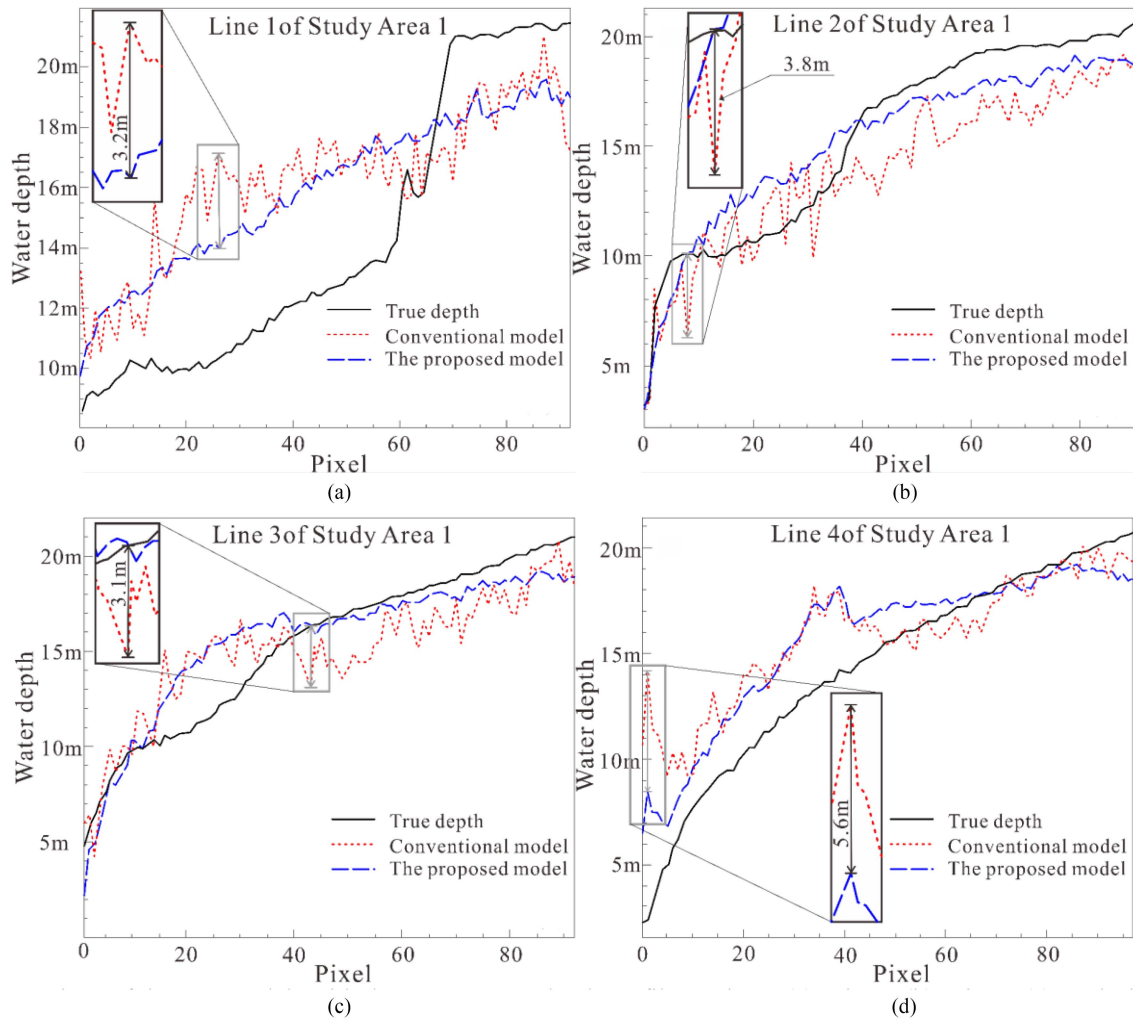 Line 1of Study Area 1
3.2m
20m
18m
16m
14m
12m
10m
Water depth
True depth
Conventional model
The proposed model
0 20 40 60 80
Pixel
(a)
Line 2of Study Area 1
3.8m
20m
15m
10m
5m
Water depth
True depth
Conventional model
The proposed model
0 20 40 60 80
Pixel
(b)
Line 3of Study Area 1
3.1m
20m
15m
10m
5m
Water depth
True depth
Conventional model
The proposed model
0 20 40 60 80
Pixel
(c)
Line 4of Study Area 1
5.6m
20m
15m
10m
5m
Water depth
True depth
Conventional model
The proposed model
0 20 40 60 80
Pixel
(d)